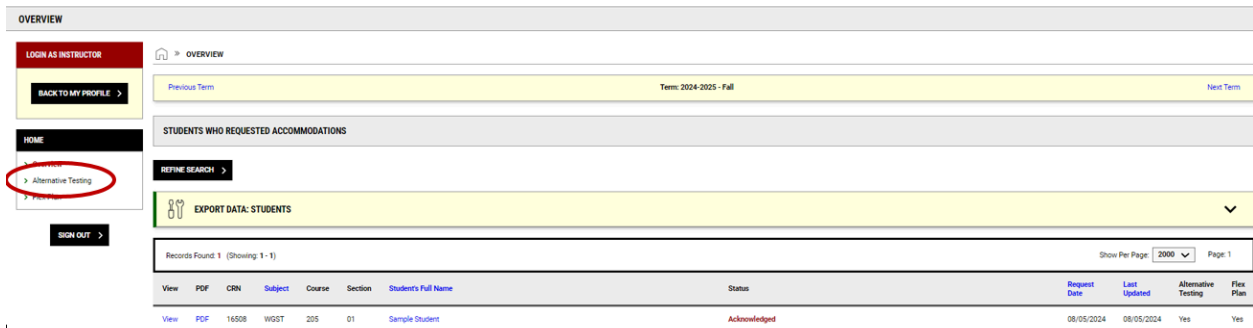 OVERVIEW
LOGIN AS INSTRUCTOR
BACK TO MY PROFILE
HOME
Overview
Alternative Testing
Flex Plan
SIGN OUT
» OVERVIEW
Previous Term Term: 2024-2025 - Fall Next Term
STUDENTS WHO REQUESTED ACCOMMODATIONS
REFINE SEARCH
EXPORT DATA: STUDENTS
Records Found: 1 (Showing: 1 - 1) Show Per Page: 2000 Page: 1
View PDF CRN Subject Course Section Student's Full Name Status Request Date Last Updated Alternative Testing Flex Plan
View PDF 16508 WGST 205 01 Sample Student Acknowledged 08/05/2024 08/05/2024 Yes Yes